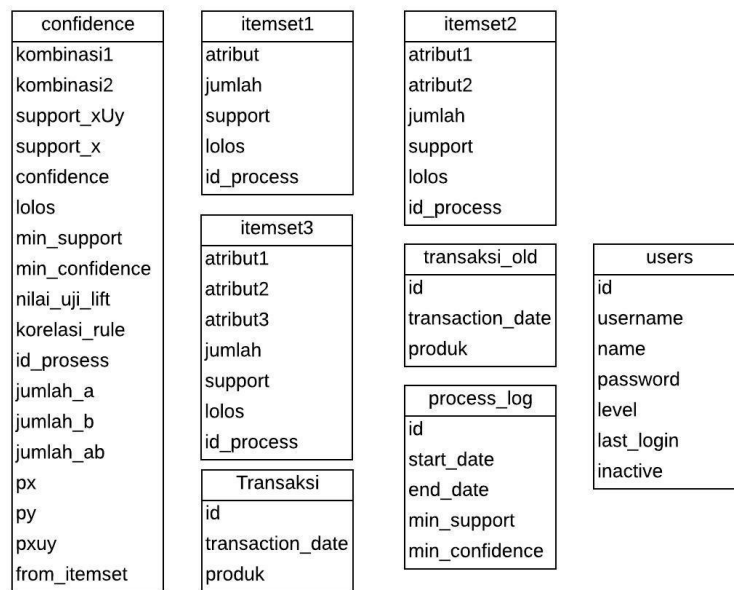 confidence
kombinasi1
kombinasi2
support_xUy
support_x
confidence
lolos
min_support
min_confidence
nilai_uji_lift
korelasi_rule
id_prosess
jumlah_a
jumlah_b
jumlah_ab
px
py
pxuy
from_itemset
itemset1
atribut
jumlah
support
lolos
id_process
itemset3
atribut1
atribut2
atribut3
jumlah
support
lolos
id_process
Transaksi
id
transaction_date
produk
itemset2
atribut1
atribut2
jumlah
support
lolos
id_process
transaksi_old
id
transaction_date
produk
process_log
id
start_date
end_date
min_support
min_confidence
users
id
username
name
password
level
last_login
inactive